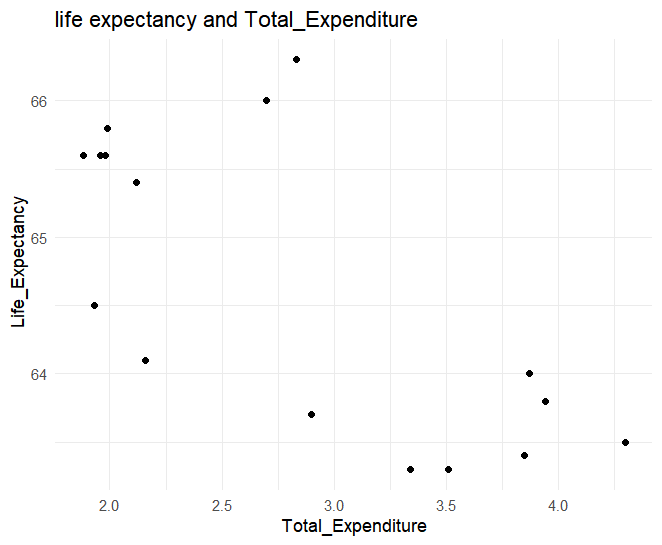 life expectancy and Total_Expenditure
66
65
64
Life_Expectancy
2.0 2.5 3.0 3.5 4.0
Total_Expenditure